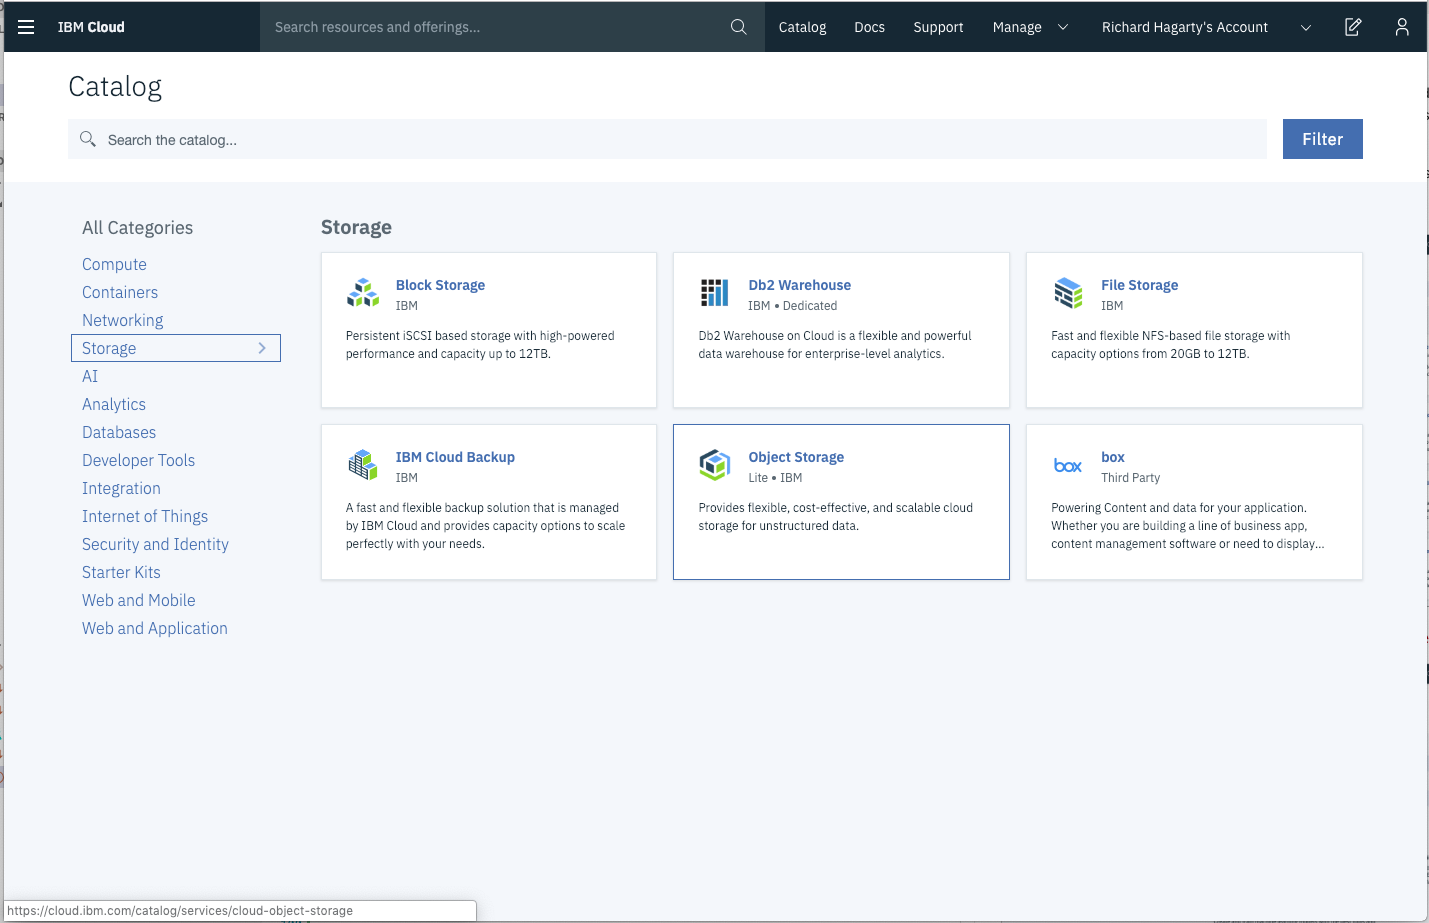 IBM Cloud
Search resources and offerings...
Catalog
Docs
Support
Manage
Richard Hagarty's Account
Catalog
Search the catalog...
Filter
All Categories
Compute
Containers
Networking
Storage
AI
Analytics
Databases
Developer Tools
Integration
Internet of Things
Security and Identity
Starter Kits
Web and Mobile
Web and Application
Storage
Block Storage
IBM
Persistent iSCSI based storage with high-powered
performance and capacity up to 12TB.
Db2 Warehouse
IBM • Dedicated
Db2 Warehouse on Cloud is a flexible and powerful
data warehouse for enterprise-level analytics.
File Storage
IBM
Fast and flexible NFS-based file storage with
capacity options from 20GB to 12TB.
IBM Cloud Backup
IBM
A fast and flexible backup solution that is managed
by IBM Cloud and provides capacity options to scale
perfectly with your needs.
Object Storage
Lite • IBM
Provides flexible, cost-effective, and scalable cloud
storage for unstructured data.
box
box
Third Party
Powering Content and data for your application.
Whether you are building a line of business app,
content management software or need to display...
https://cloud.ibm.com/catalog/services/cloud-object-storage